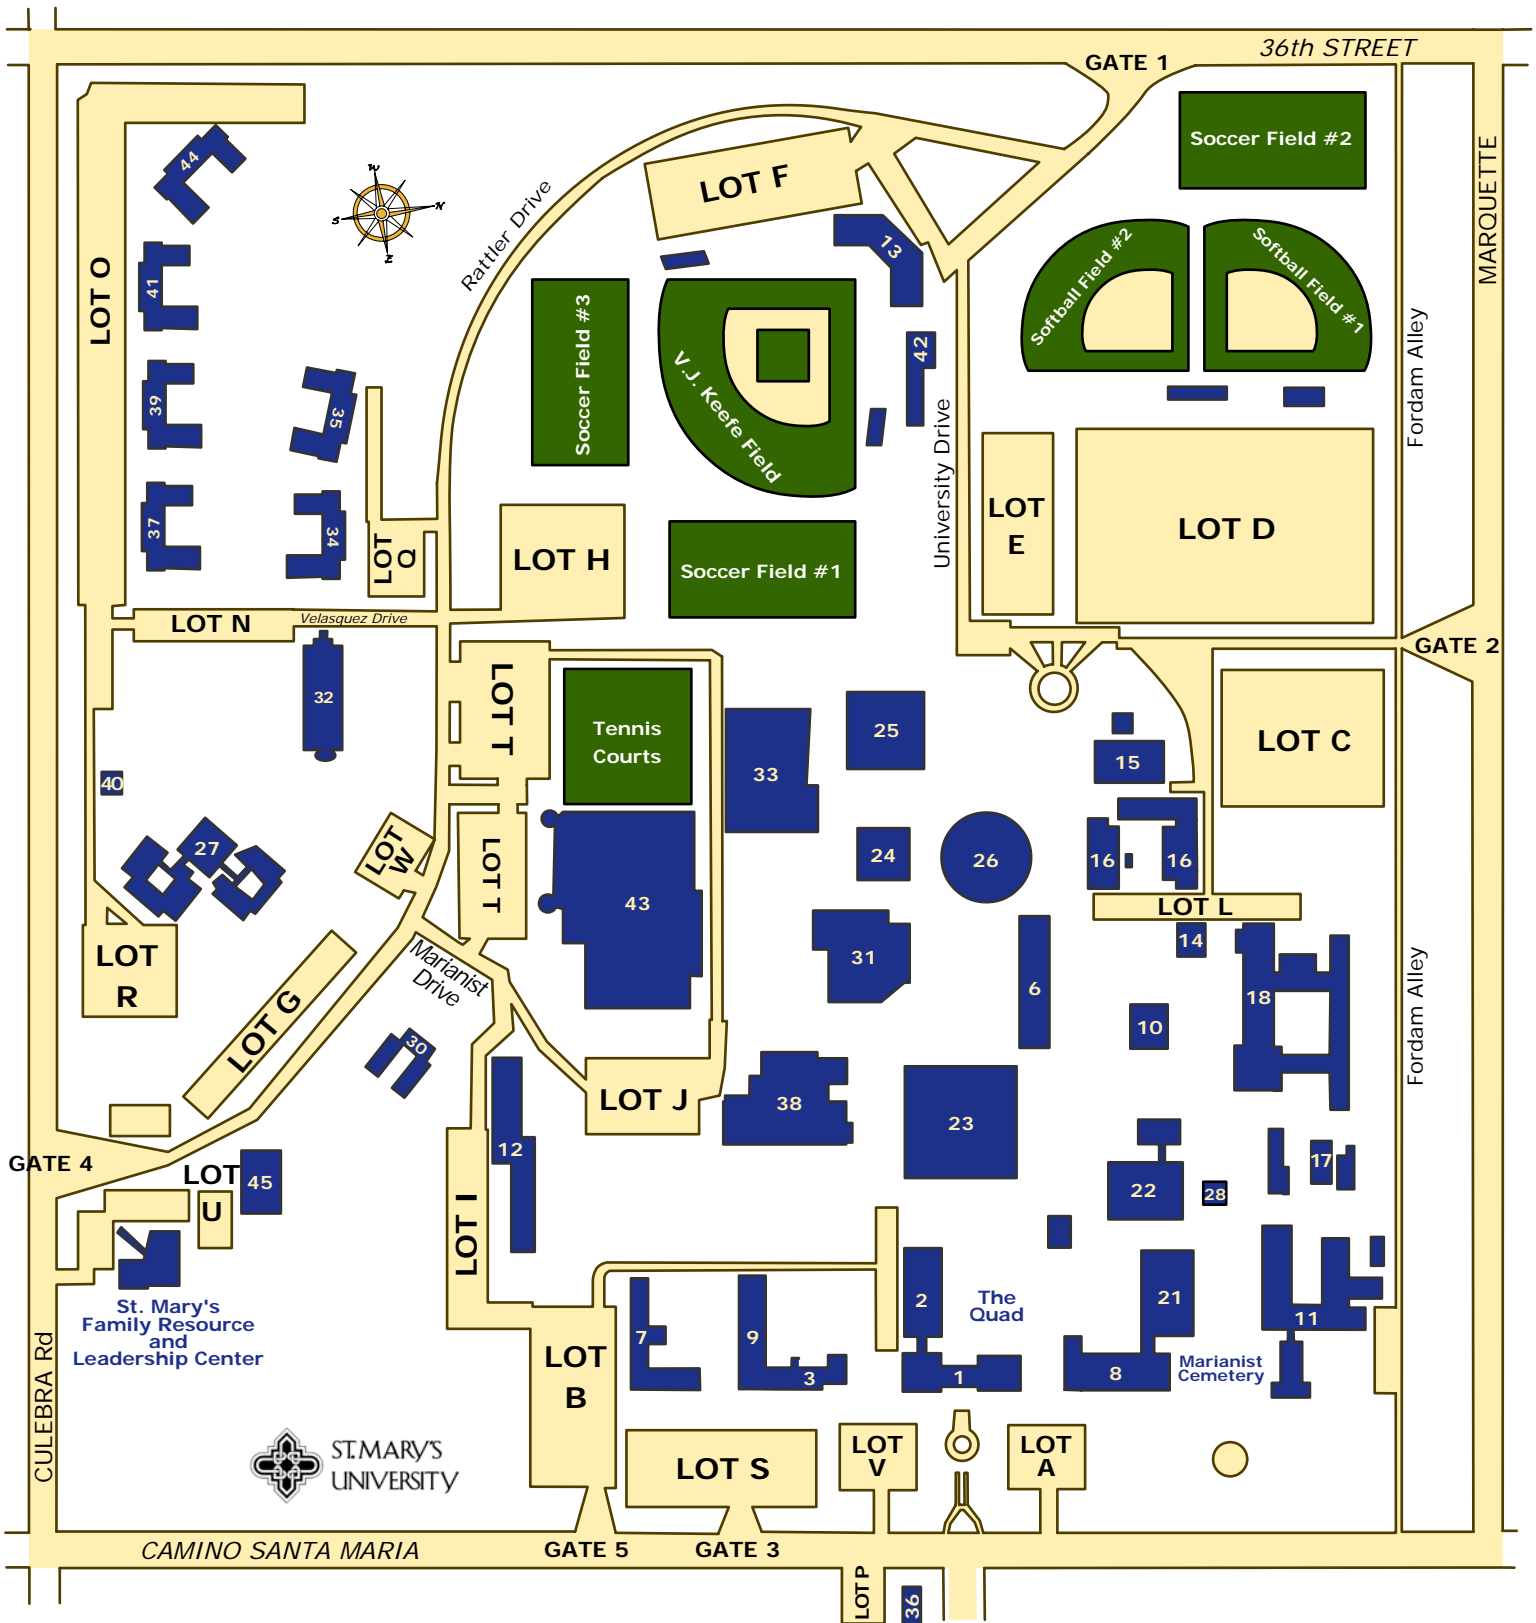 36th STREET
GATE 1
Soccer Field #2
MARQUETTE
44
W
N
S
E
Rattler Drive
LOT F
13
Softball Field #2
Softball Field #1
LOT O
41
Soccer Field #3
V.J. Keefe Field
42
Fordam Alley
39
35
University Drive
37
34
LOT
Q
LOT H
Soccer Field #1
LOT
E
LOT D
LOT N
Velasquez Drive
GATE 2
32
LOT T
Tennis
Courts
33
25
15
LOT C
40
27
LOT
W
LOT T
43
24
26
16
16
LOT L
LOT
R
LOT G
Marianist
Drive
31
6
14
18
10
Fordam Alley
30
LOT J
38
23
12
GATE 4
LOT
U
45
LOT I
22
28
17
St. Mary's
Family Resource
and
Leadership Center
CULEBRA Rd
7
9
3
2
The
Quad
1
21
8
11
Marianist
Cemetery
LOT
B
ST. MARY'S
UNIVERSITY
LOT S
LOT
V
LOT
A
CAMINO SANTA MARIA
GATE 5
GATE 3
LOT P
36